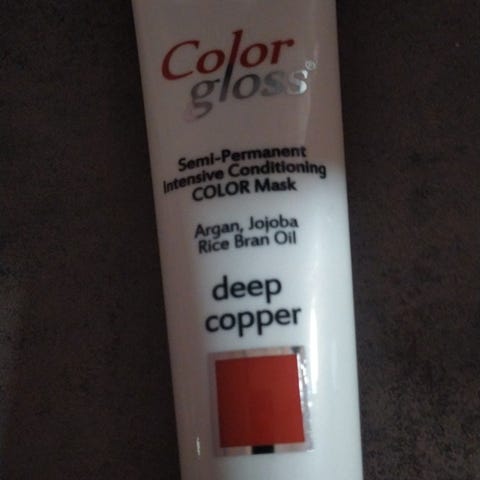 Color
gloss®
Semi-Permanent
Intensive Conditioning
COLOR Mask
Argan, Jojoba
Rice Bran Oil
deep
copper